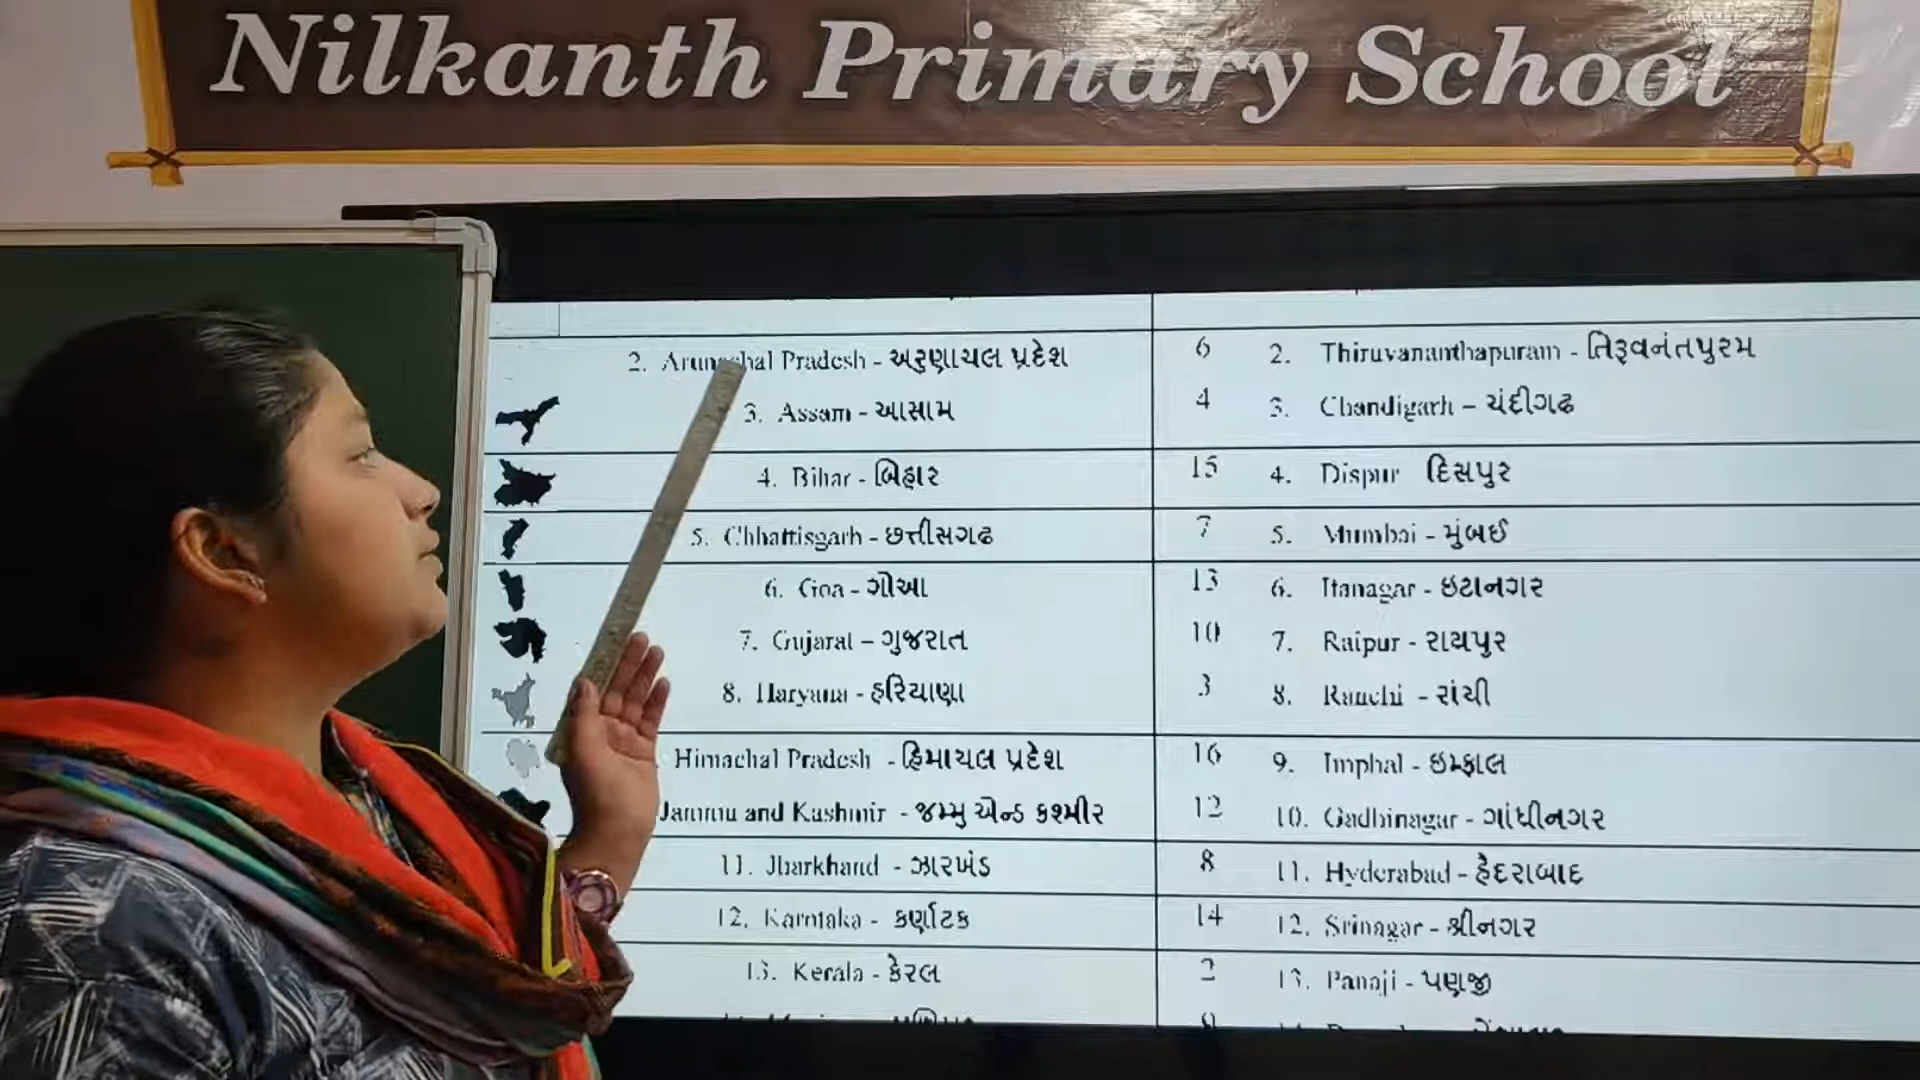 Nilkanth Primary School
2. Arunachal Pradesh - અરુણાચલ પ્રદેશ 6 2. Thiruvananthapuram - તિરૂવનંતપુરમ
3. Assam - આસામ 4 3. Chandigarh – ચંદીગઢ
4. Bihar - બિહાર 15 4. Dispur દિસપુર
5. Chhattisgarh - છત્તીસગઢ 7 5. Mumbai - મુંબઈ
6. Goa - ગોઆ 13 6. Itanagar - ઇટાનગર
7. Gujarat – ગુજરાત 10 7. Raipur - રાયપુર
8. Haryana - હરિયાણા 3 8. Ranchi - રાંચી
Himachal Pradesh - હિમાચલ પ્રદેશ 16 9. Imphal - ઇમ્ફાલ
Jammu and Kashmir - જમ્મુ એન્ડ કશ્મીર 12 10. Gadhinagar - ગાંધીનગર
11. Jharkhand - ઝારખંડ 8 11. Hyderabad - હૈદરાબાદ
12. Karntaka - કર્ણાટક 14 12. Srinagar - શ્રીનગર
13. Kerala - કેરલ 2 13. Panaji - પણજી